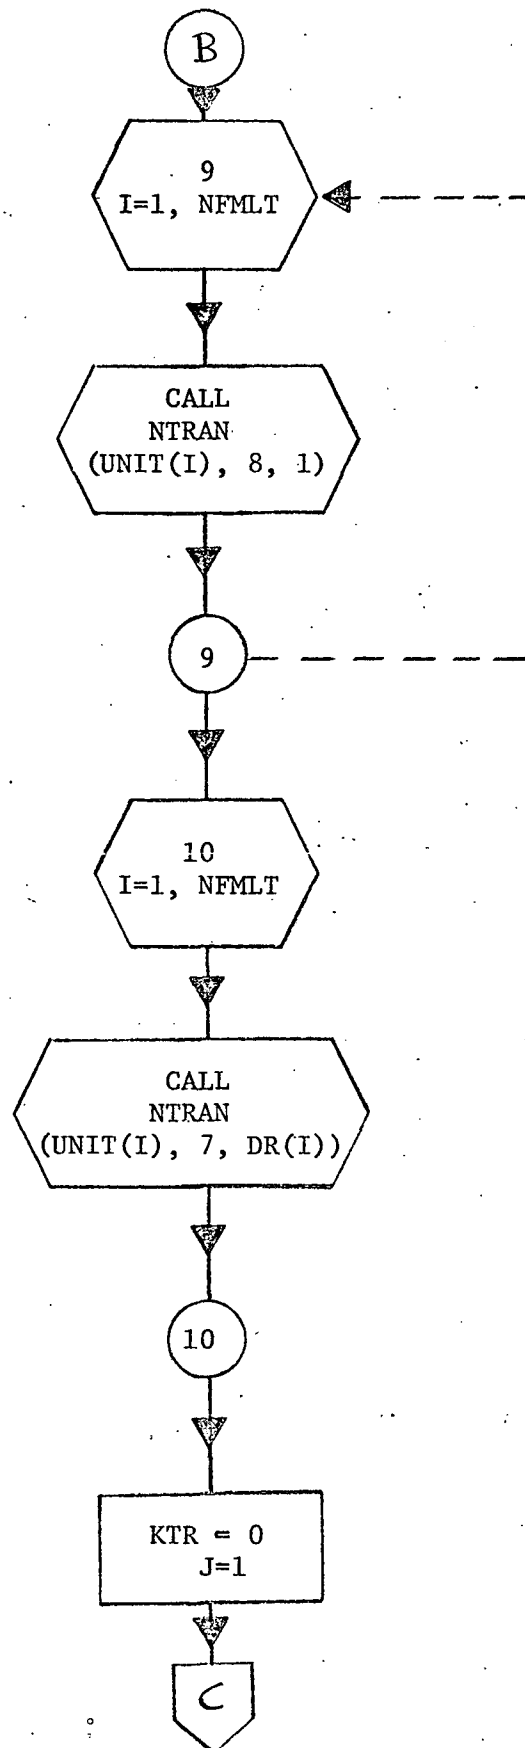 B
9
I=1, NFMLT
CALL
NTRAN
(UNIT(I), 8, 1)
9
10
I=1, NFMLT
CALL
NTRAN
(UNIT(I), 7, DR(I))
10
KTR = 0
J=1
C